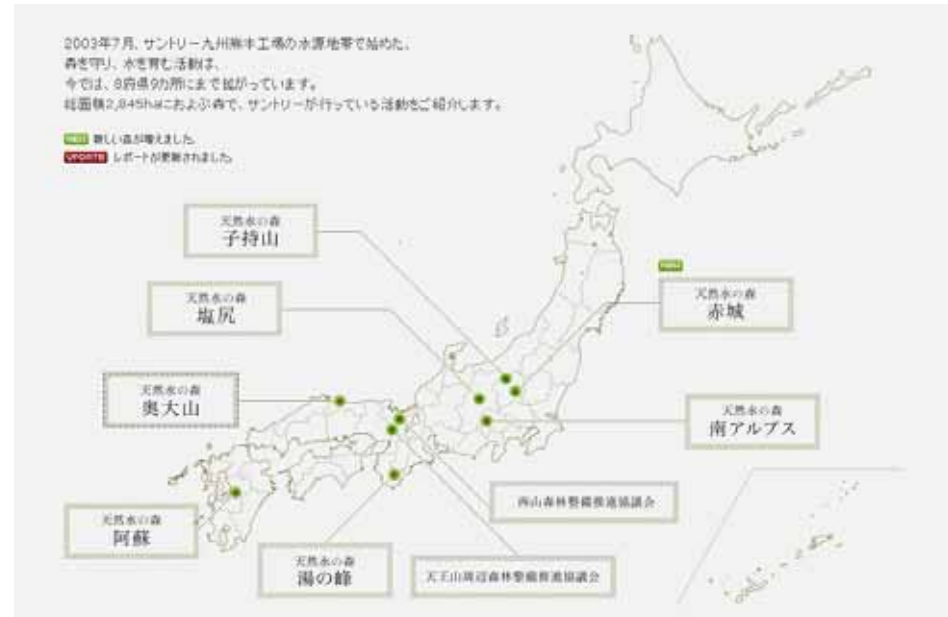 2003年7月、サントリー九州熊本工場の水源地帯で始めた、
森を守り、水を育む活動は、
今では、8府県9カ所にまで拡がっています。
総面積2,845haにおよぶ森で、サントリーが行っている活動をご紹介します。
NEW 新しい森が増えました。
UPDATE レポートが更新されました。
天然水の森
子持山
NEW
天然水の森
塩尻
天然水の森
赤城
天然水の森
奥大山
天然水の森
南アルプス
西山森林整備推進協議会
天然水の森
阿蘇
天然水の森
湯の峰
天王山周辺森林整備推進協議会